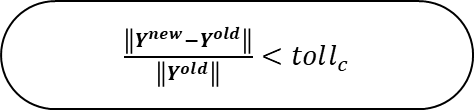 ‖Y^new−Y^old‖ / ‖Y^old‖ < toll_c